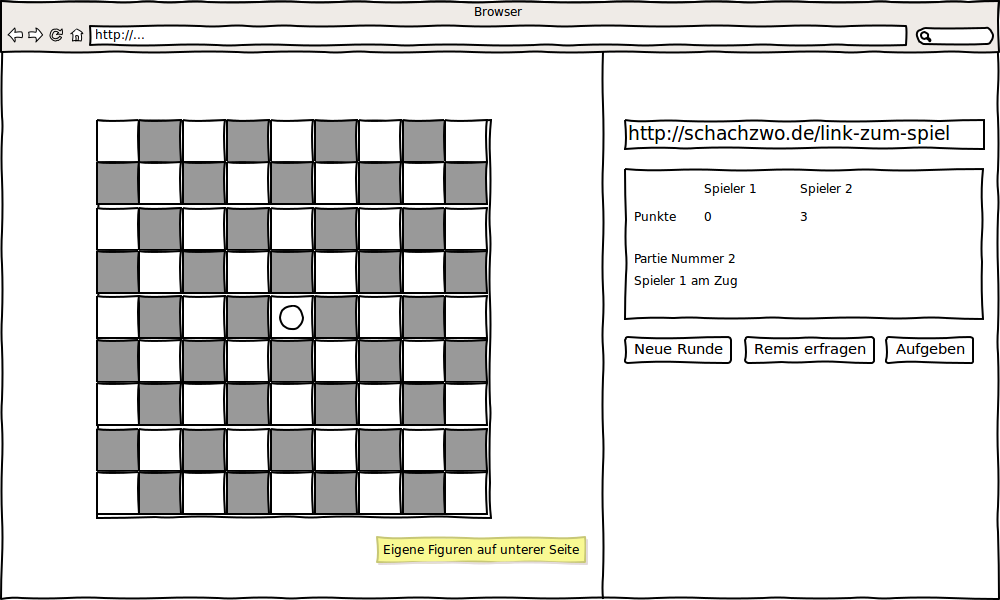 Browser
http://...
http://schachzwo.de/link-zum-spiel
Spieler 1 Spieler 2
Punkte 0 3
Partie Nummer 2
Spieler 1 am Zug
Neue Runde Remis erfragen Aufgeben
Eigene Figuren auf unterer Seite